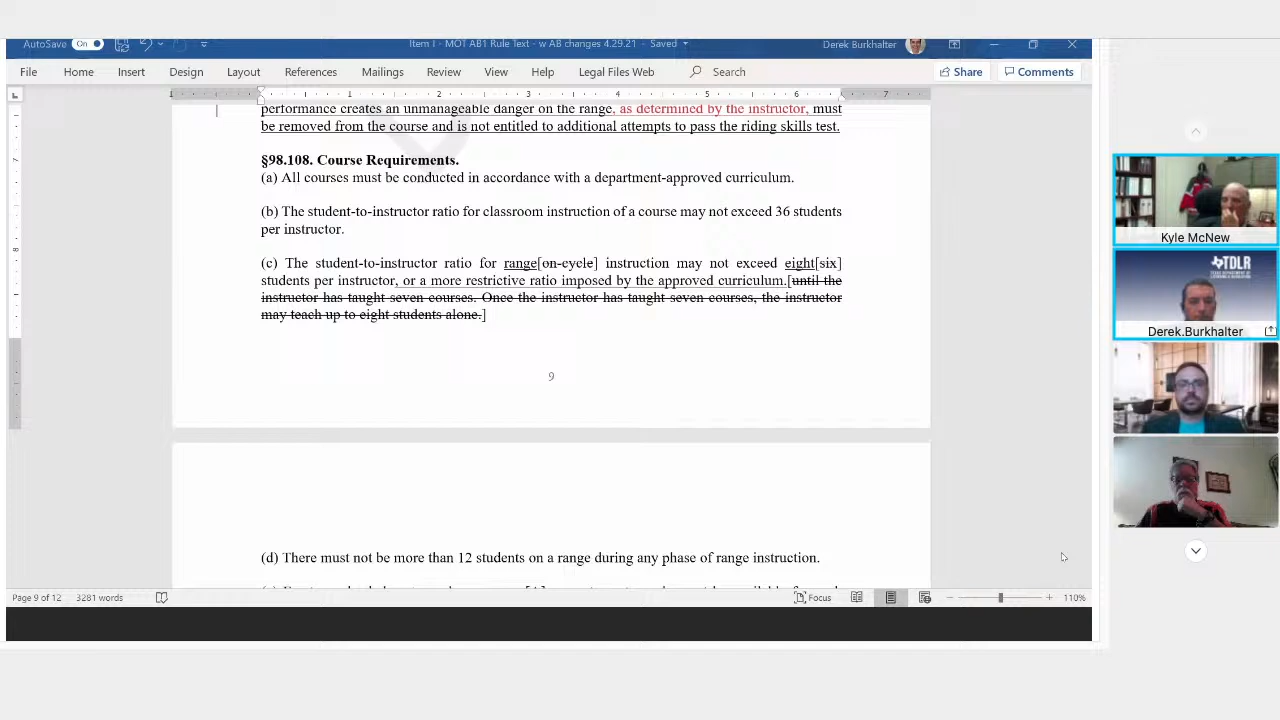 AutoSave On
Item I - MOT AB1 Rule Text - w AB changes 4.29.21 - Saved
Derek Burkhalter
File Home Insert Design Layout References Mailings Review View Help Legal Files Web Search Share Comments
1 1 2 3 4 5 6 7
performance creates an unmanageable danger on the range, as determined by the instructor, must
be removed from the course and is not entitled to additional attempts to pass the riding skills test.
§98.108. Course Requirements.
(a) All courses must be conducted in accordance with a department-approved curriculum.
(b) The student-to-instructor ratio for classroom instruction of a course may not exceed 36 students
per instructor.
(c) The student-to-instructor ratio for range[on-cycle] instruction may not exceed eight[six]
students per instructor, or a more restrictive ratio imposed by the approved curriculum.[until the
instructor has taught seven courses. Once the instructor has taught seven courses, the instructor
may teach up to eight students alone.]
9
(d) There must not be more than 12 students on a range during any phase of range instruction.
Page 9 of 12 3281 words Focus 110%
Kyle McNew
TDLR
Derek.Burkhalter